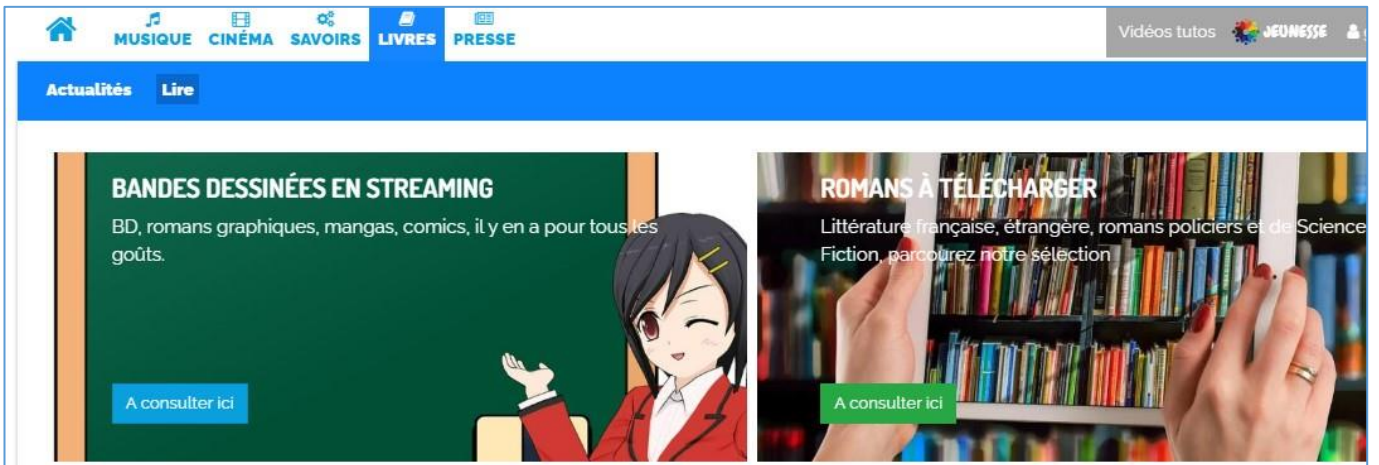 MUSIQUE CINÉMA SAVOIRS LIVRES PRESSE
Vidéos tutos JEUNESSE
Actualités Lire
BANDES DESSINÉES EN STREAMING
BD, romans graphiques, mangas, comics, il y en a pour tous les
goûts.
A consulter ici
ROMANS À TÉLÉCHARGER
Littérature française, étrangère, romans policiers et de Science
Fiction, parcourez notre sélection
A consulter ici